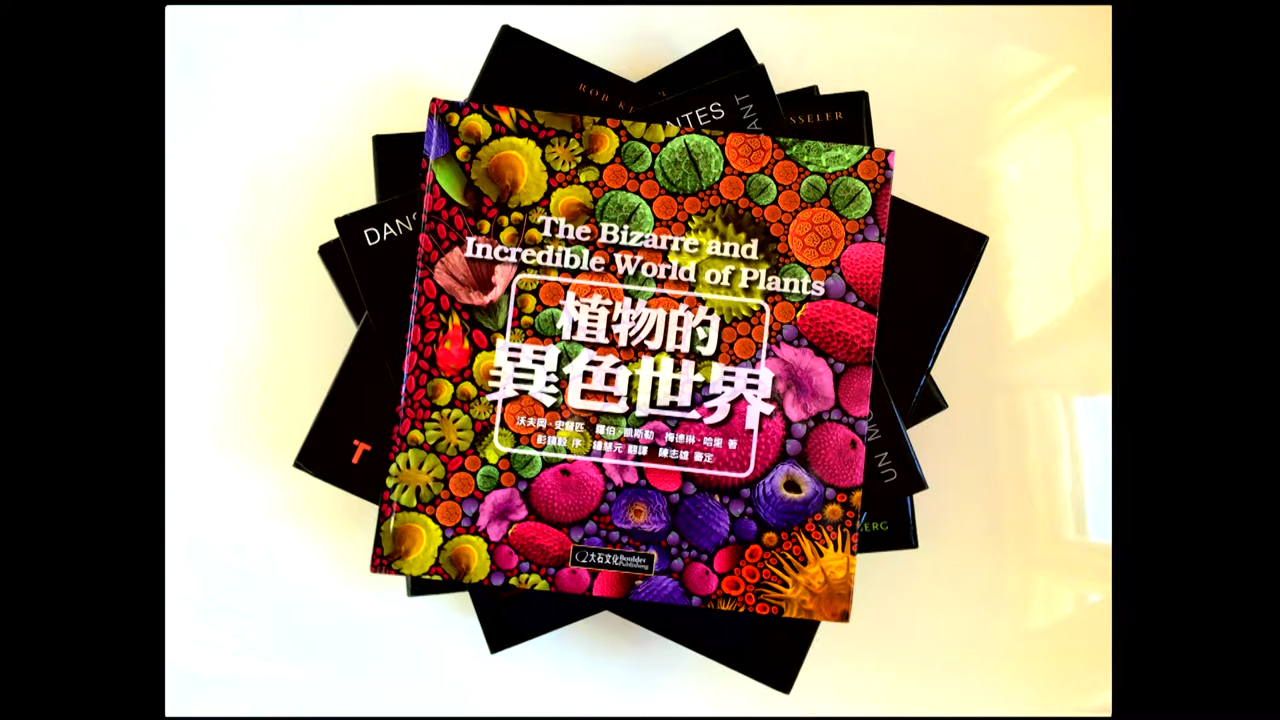 ROB KE
NTES
ANT
SSELER
DANS
The Bizarre and
Incredible World of Plants
植物的
異色世界
沃夫岡·史督匹 羅伯·凱斯勒 梅德琳·哈里 著
彭鏡毅 序 鍾慧元 翻譯 陳志雄 審定
T
UN MO
BERG
大石文化 Boulder
Publishing